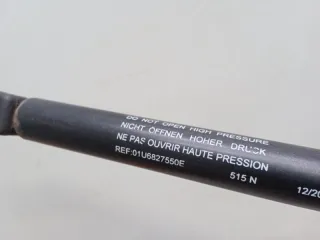 DO NOT OPEN HIGH PRESSURE
NICHT ÖFFNEN HOHER DRUCK
NE PAS OUVRIR HAUTE PRESSION
REF:01U6827550E
515 N
12/20